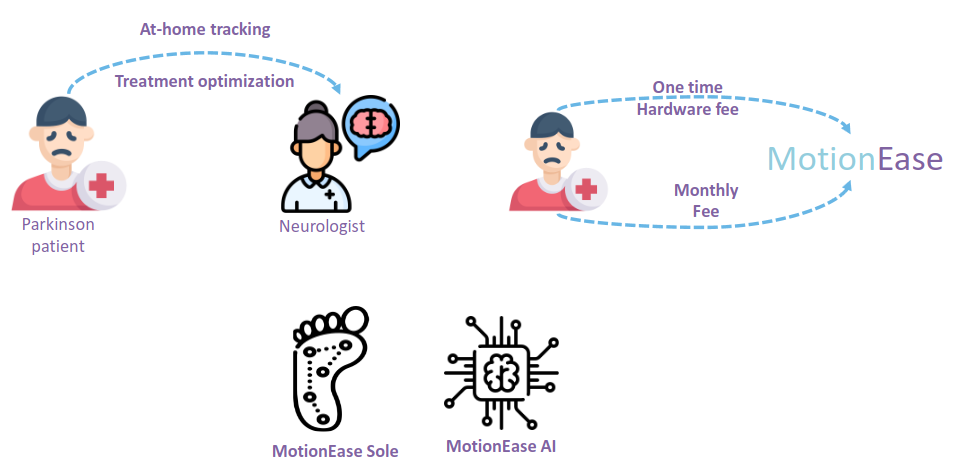 At-home tracking
Treatment optimization
Parkinson
patient
Neurologist
One time
Hardware fee
MotionEase
Monthly
Fee
MotionEase Sole
MotionEase AI